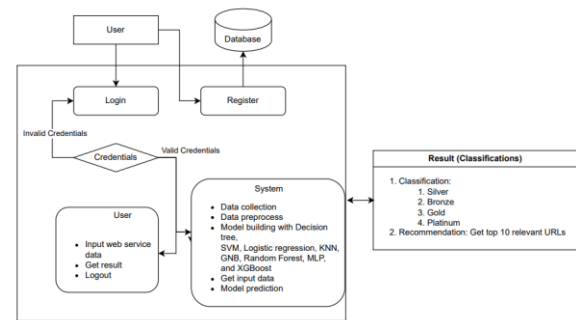 User
Database
Login
Register
Invalid Credentials
Credentials
Valid Credentials
User
• Input web service
data
• Get result
• Logout
System
• Data collection
• Data preprocess
• Model building with Decision
tree,
SVM, Logistic regression, KNN,
GNB, Random Forest, MLP,
and XGBoost
• Get input data
• Model prediction
Result (Classifications)
1. Classification:
1. Silver
2. Bronze
3. Gold
4. Platinum
2. Recommendation: Get top 10 relevant URLs